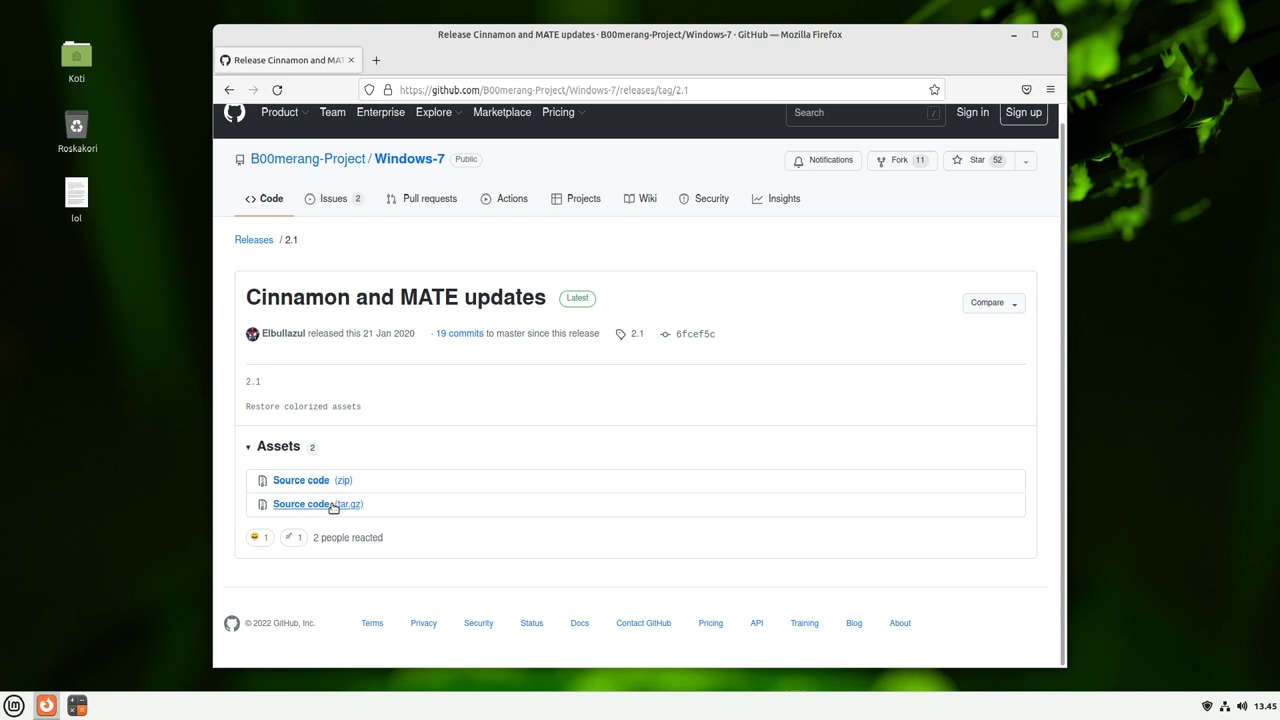 Koti
Roskakori
lol
Release Cinnamon and MATE updates · B00merang-Project/Windows-7 · GitHub — Mozilla Firefox
Release Cinnamon and MAT
https://github.com/B00merang-Project/Windows-7/releases/tag/2.1
Product Team Enterprise Explore Marketplace Pricing Search / Sign in Sign up
B00merang-Project / Windows-7 Public Notifications Fork 11 Star 52
Code Issues 2 Pull requests Actions Projects Wiki Security Insights
Releases / 2.1
Cinnamon and MATE updates Latest Compare
Elbullazul released this 21 Jan 2020 · 19 commits to master since this release 2.1 6fcef5c
2.1
Restore colorized assets
Assets 2
Source code (zip)
Source code (tar.gz)
1 1 2 people reacted
© 2022 GitHub, Inc. Terms Privacy Security Status Docs Contact GitHub Pricing API Training Blog About
lm 13.45